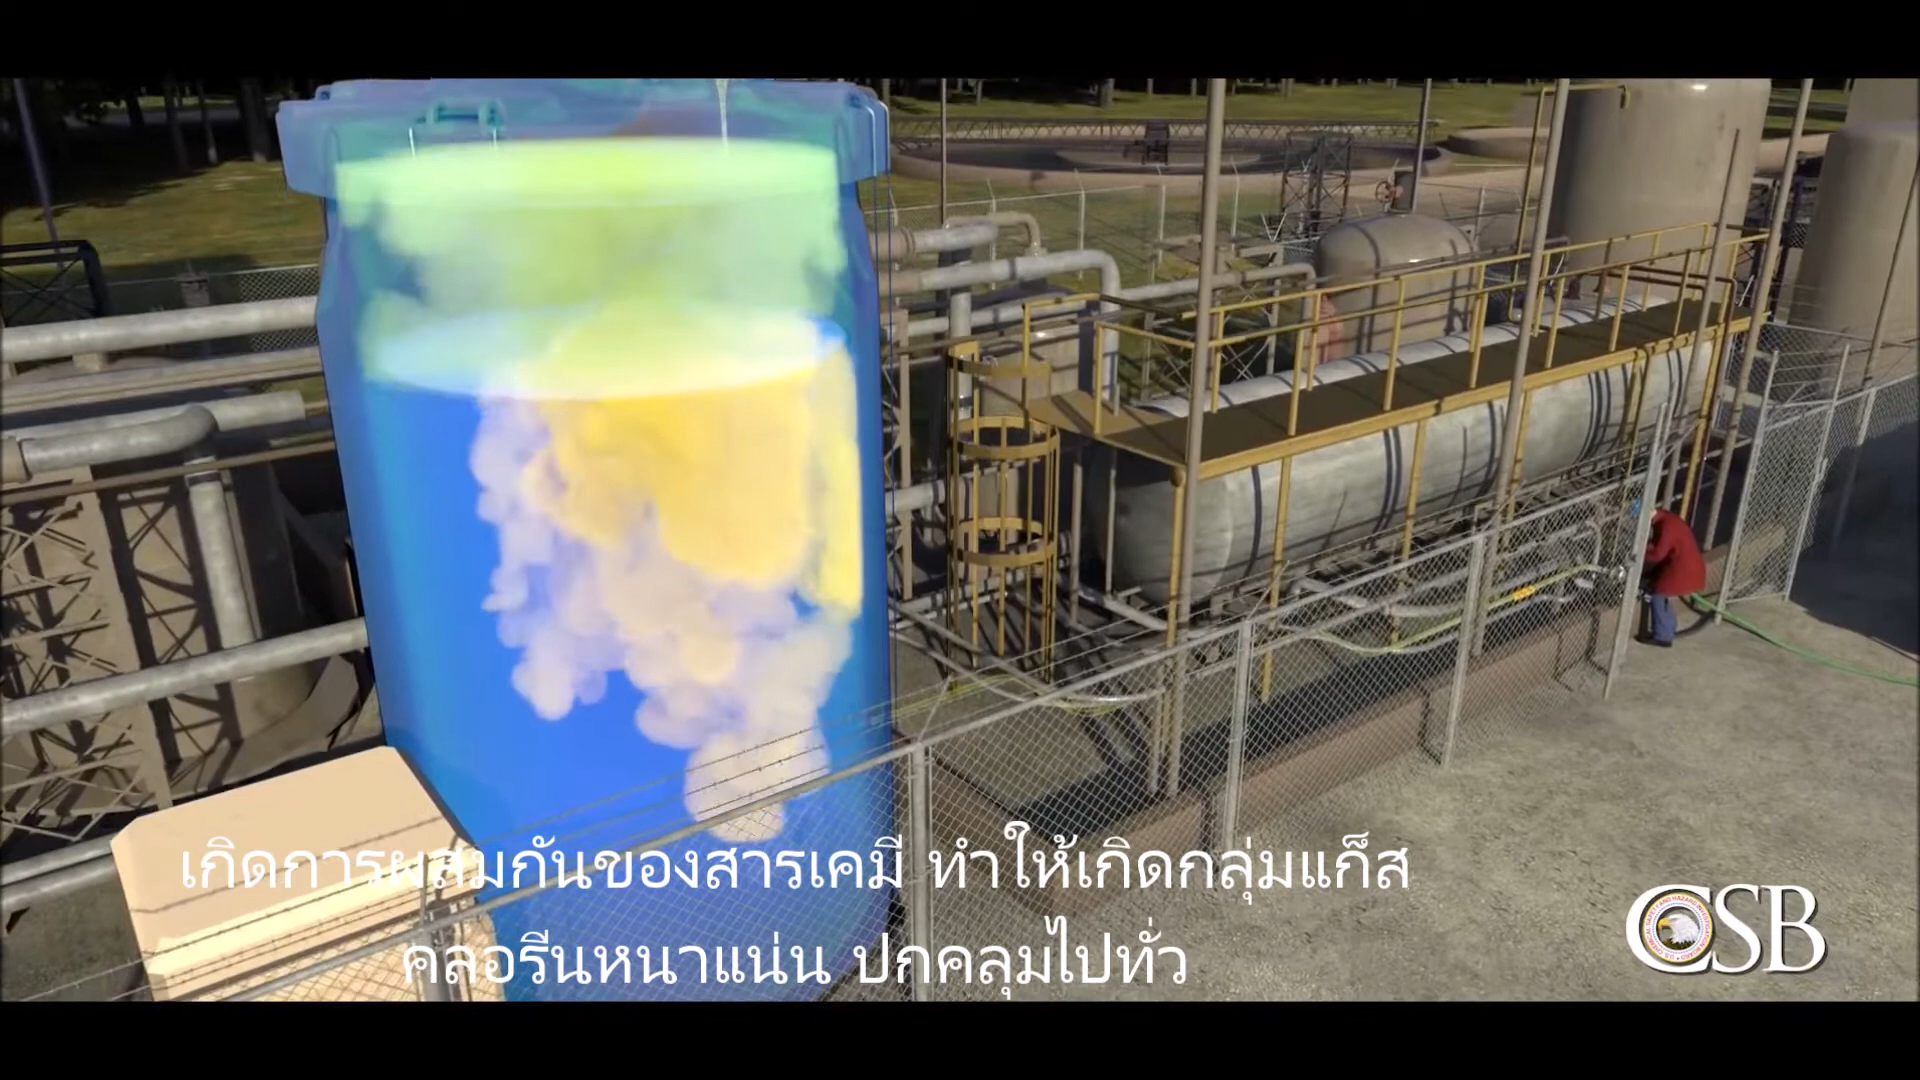 เกิดการผสมกันของสารเคมี ทำให้เกิดกลุ่มแก็ส
คลอรีนหนาแน่น ปกคลุมไปทั่ว
CSB